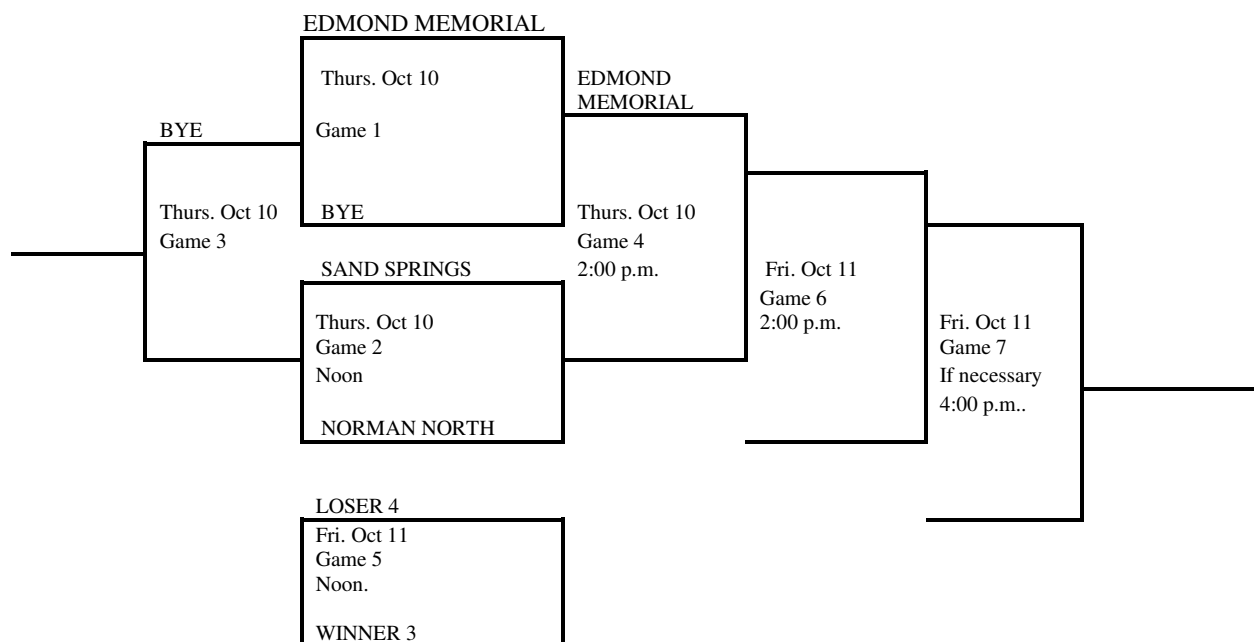 EDMOND MEMORIAL
Thurs. Oct 10
Game 1
BYE
EDMOND
MEMORIAL
BYE
Thurs. Oct 10
Game 3
Thurs. Oct 10
Game 4
2:00 p.m.
SAND SPRINGS
Thurs. Oct 10
Game 2
Noon
NORMAN NORTH
Fri. Oct 11
Game 6
2:00 p.m.
Fri. Oct 11
Game 7
If necessary
4:00 p.m..
LOSER 4
Fri. Oct 11
Game 5
Noon.
WINNER 3